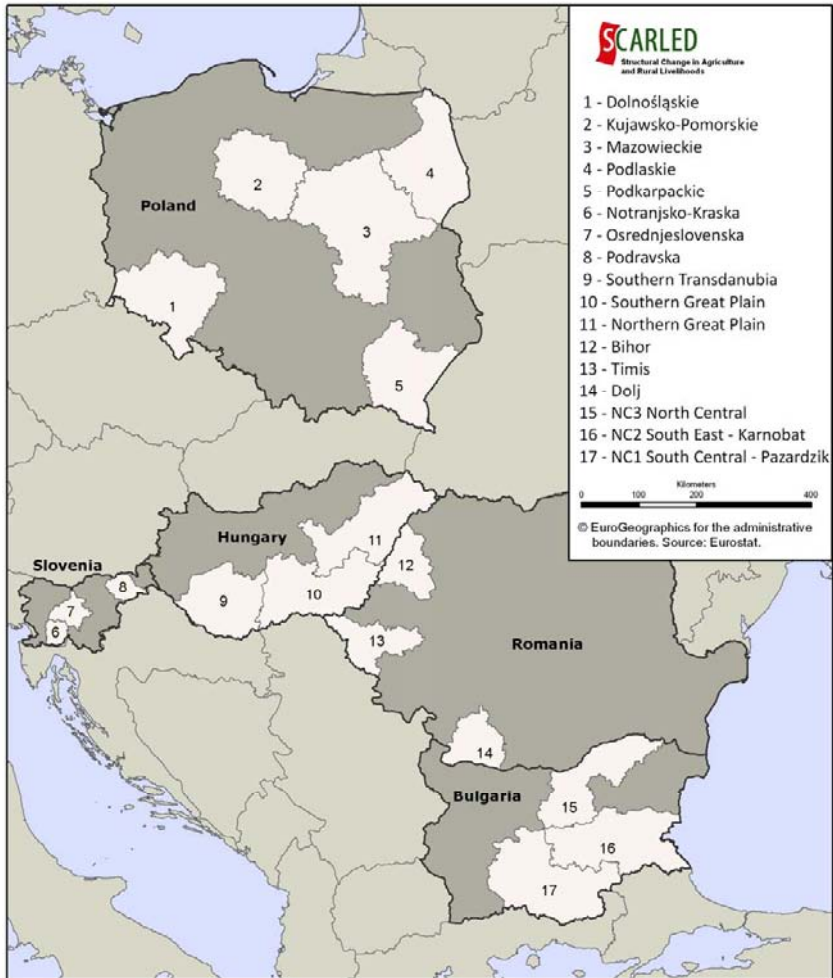 SCARLED
Structural Change in Agriculture
and Rural Livelihoods
1 - Dolnośląskie
2 - Kujawsko-Pomorskie
3 - Mazowieckie
4 - Podlaskie
5 - Podkarpackie
6 - Notranjsko-Kraska
7 - Osrednjeslovenska
8 - Podravska
9 - Southern Transdanubia
10 - Southern Great Plain
11 - Northern Great Plain
12 - Bihor
13 - Timis
14 - Dolj
15 - NC3 North Central
16 - NC2 South East - Karnobat
17 - NC1 South Central - Pazardzik
Kilometers
0 100 200 400
© EuroGeographics for the administrative
boundaries. Source: Eurostat.
2
4
Poland
3
1
5
Hungary
11
Slovenia
12
8
9
10
7
6
13
Romania
14
Bulgaria
15
16
17